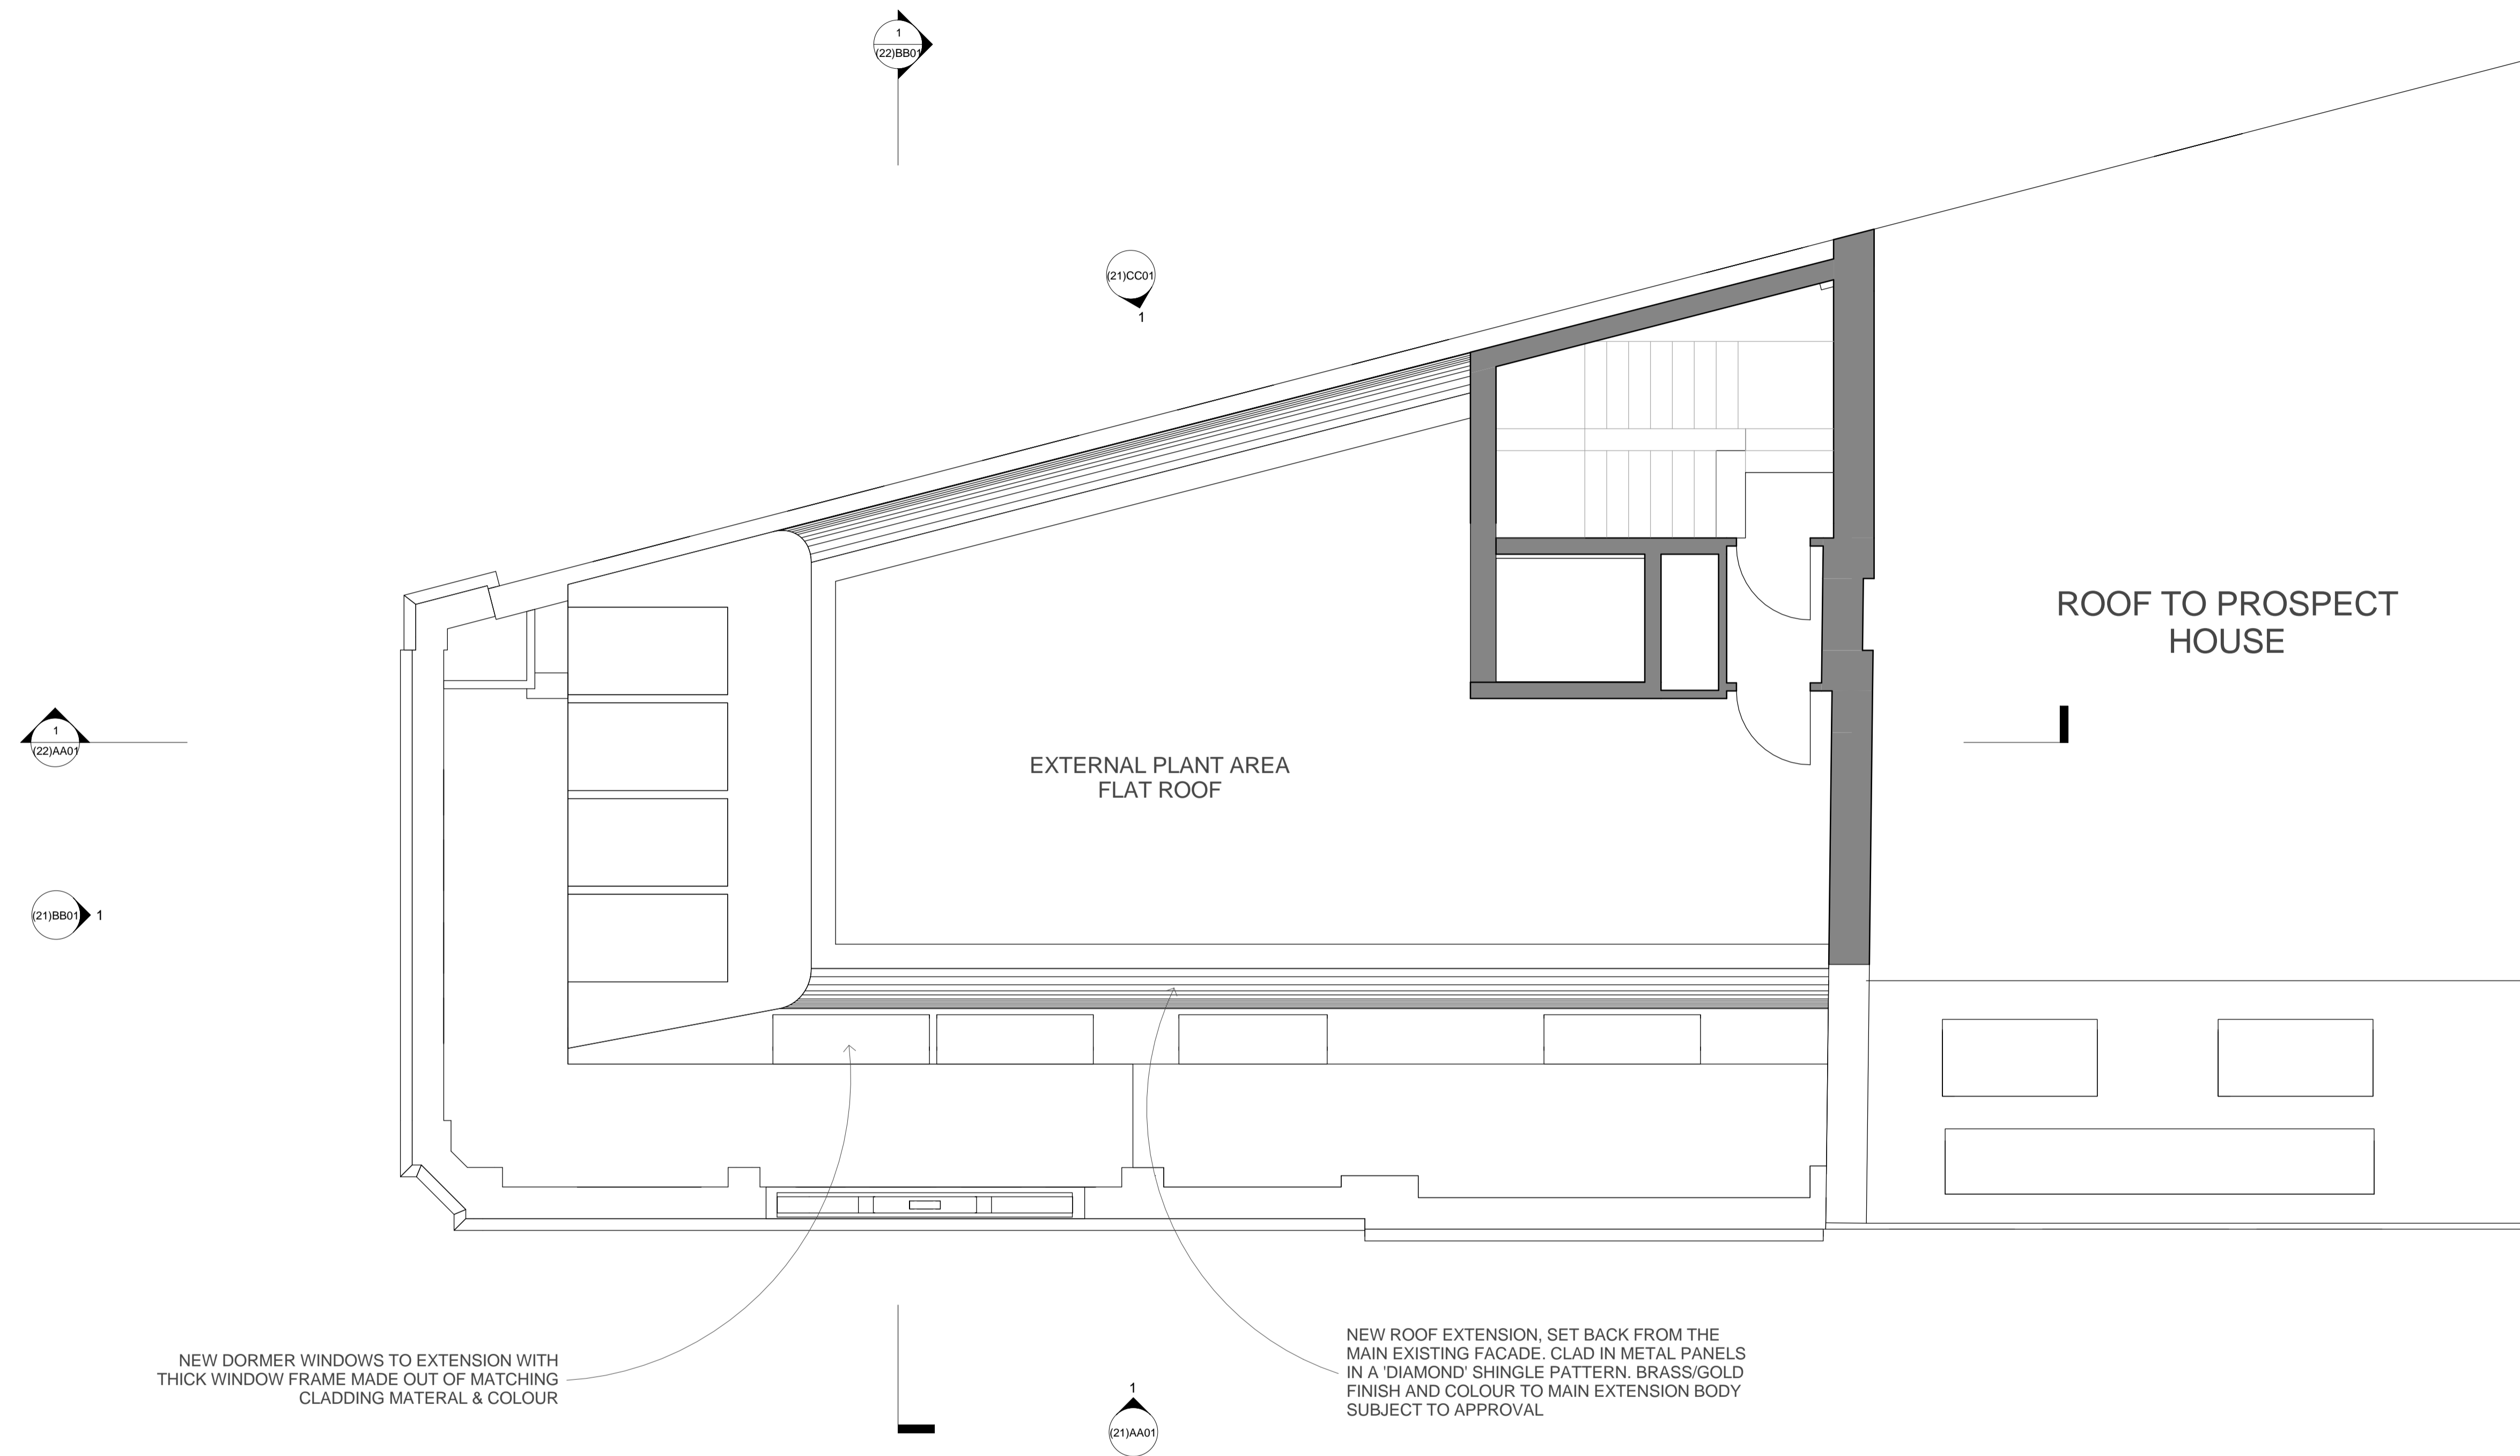 1
(22)BB01
(21)CC01
1
ROOF TO PROSPECT
HOUSE
1
(22)AA01
EXTERNAL PLANT AREA
FLAT ROOF
(21)BB01
1
NEW DORMER WINDOWS TO EXTENSION WITH
THICK WINDOW FRAME MADE OUT OF MATCHING
CLADDING MATERAL & COLOUR
NEW ROOF EXTENSION, SET BACK FROM THE
MAIN EXISTING FACADE. CLAD IN METAL PANELS
IN A 'DIAMOND' SHINGLE PATTERN. BRASS/GOLD
FINISH AND COLOUR TO MAIN EXTENSION BODY
SUBJECT TO APPROVAL
1
(21)AA01